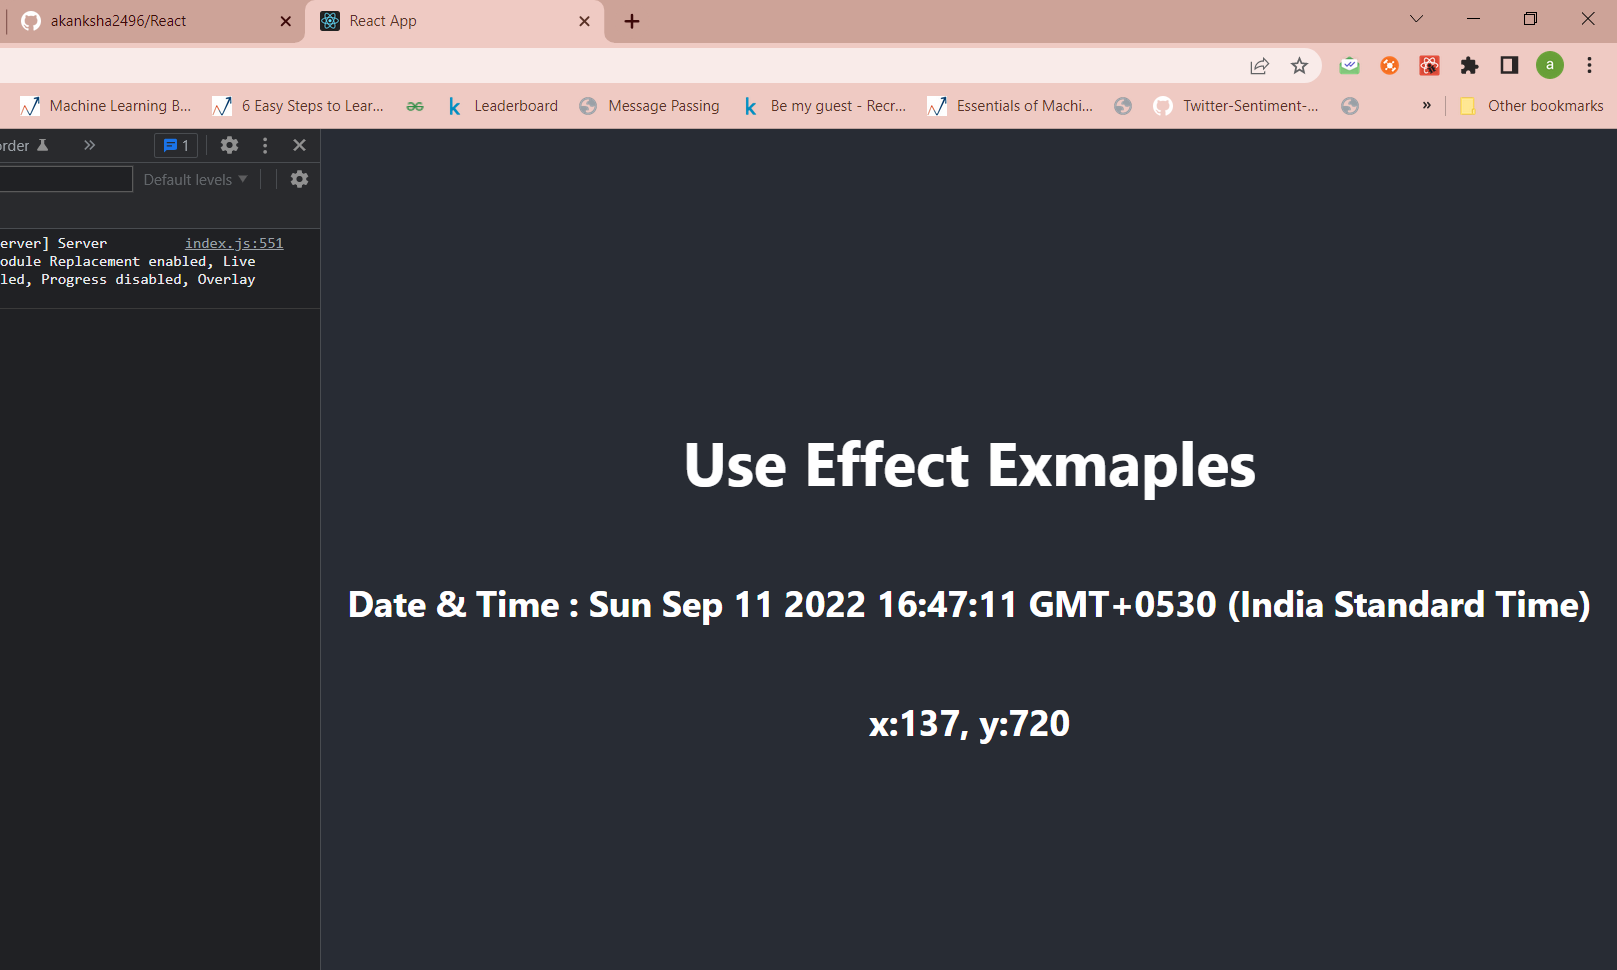 akanksha2496/React
React App
a
Machine Learning B...
6 Easy Steps to Lear...
k Leaderboard
Message Passing
k Be my guest - Recr...
Essentials of Machi...
Twitter-Sentiment-...
»
Other bookmarks
order
»
1
Default levels
erver] Server index.js:551
odule Replacement enabled, Live
led, Progress disabled, Overlay
Use Effect Exmaples
Date & Time : Sun Sep 11 2022 16:47:11 GMT+0530 (India Standard Time)
x:137, y:720